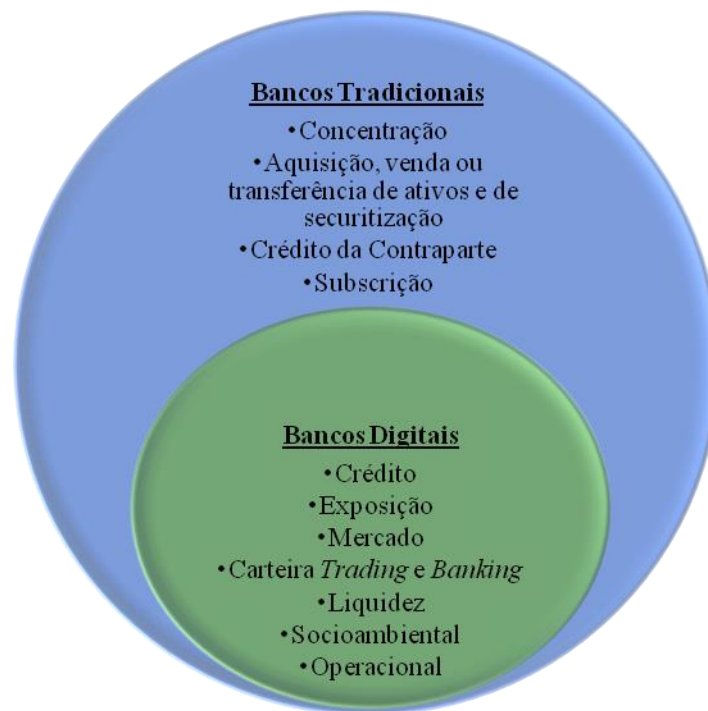 Bancos Tradicionais
•Concentração
•Aquisição, venda ou
transferência de ativos e de
securitização
•Crédito da Contraparte
•Subscrição
Bancos Digitais
•Crédito
•Exposição
•Mercado
•Carteira Trading e Banking
•Liquidez
•Socioambiental
•Operacional